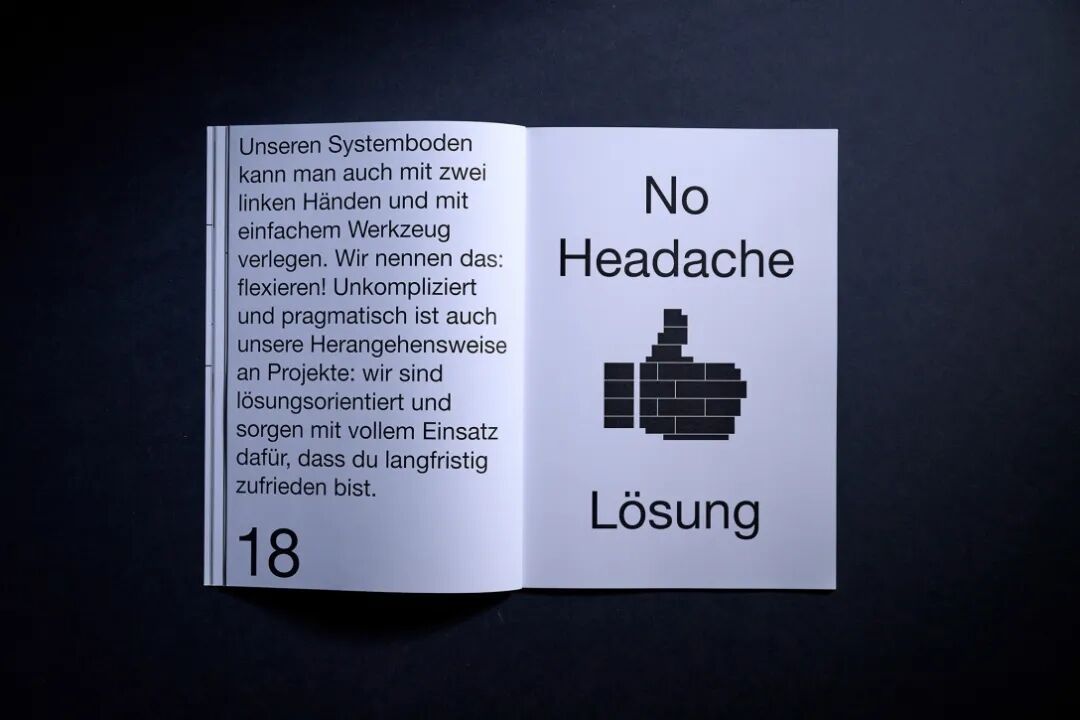 Unseren Systemboden
kann man auch mit zwei
linken Händen und mit
einfachem Werkzeug
verlegen. Wir nennen das:
flexieren! Unkompliziert
und pragmatisch ist auch
unsere Herangehensweise
an Projekte: wir sind
lösungsorientiert und
sorgen mit vollem Einsatz
dafür, dass du langfristig
zufrieden bist.
18
No
Headache
Lösung